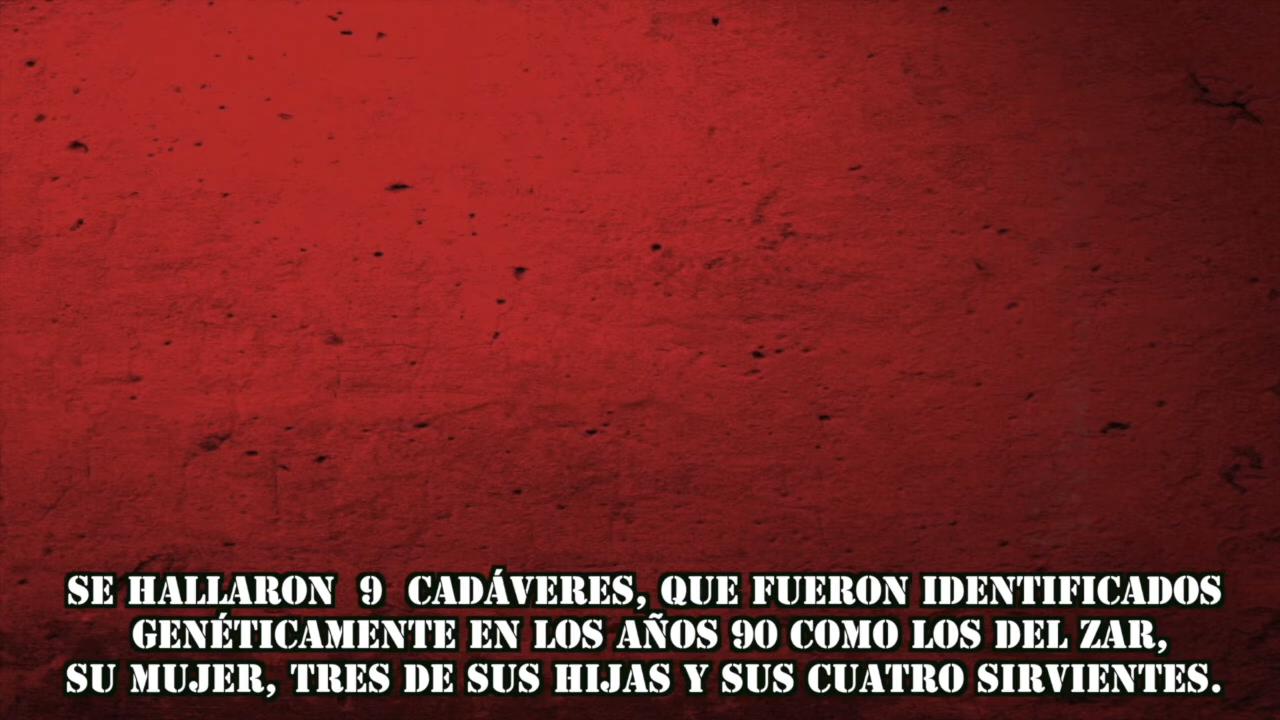 SE HALLARON 9 CADÁVERES, QUE FUERON IDENTIFICADOS
GENÉTICAMENTE EN LOS AÑOS 90 COMO LOS DEL ZAR,
SU MUJER, TRES DE SUS HIJAS Y SUS CUATRO SIRVIENTES.